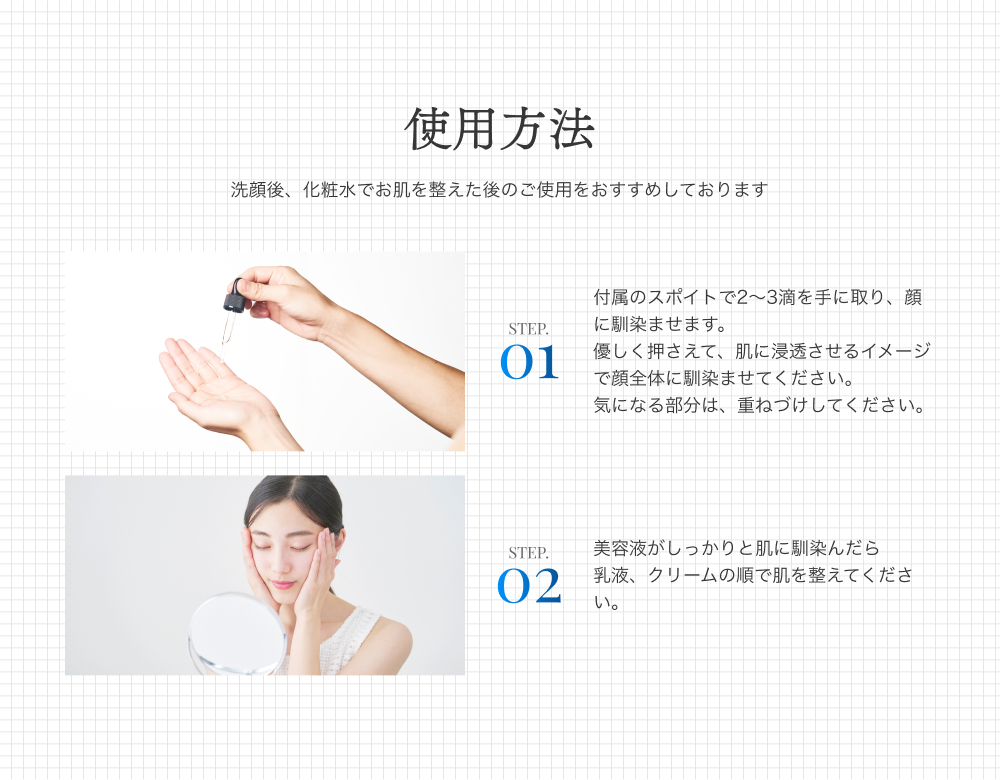 使用方法
洗顔後、化粧水でお肌を整えた後のご使用をおすすめしております
STEP.
01
付属のスポイトで2〜3滴を手に取り、顔
に馴染ませます。
優しく押さえて、肌に浸透させるイメージ
で顔全体に馴染ませてください。
気になる部分は、重ねづけしてください。
STEP.
02
美容液がしっかりと肌に馴染んだら
乳液、クリームの順で肌を整えてくださ
い。